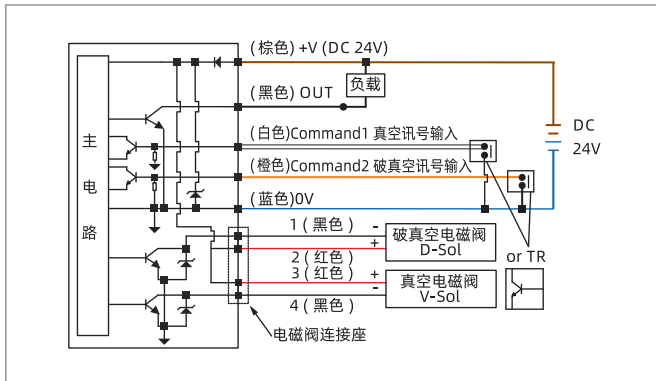 (棕色) +V (DC 24V)
负载
(黑色) OUT
(白色)Command1 真空讯号输入
(橙色)Command2 破真空讯号输入
DC
24V
主
电
路
(蓝色)0V
1 (黑色)
-
+
破真空电磁阀
D-Sol
2 (红色)
3 (红色)
+
-
真空电磁阀
V-Sol
4 (黑色)
or TR
电磁阀连接座